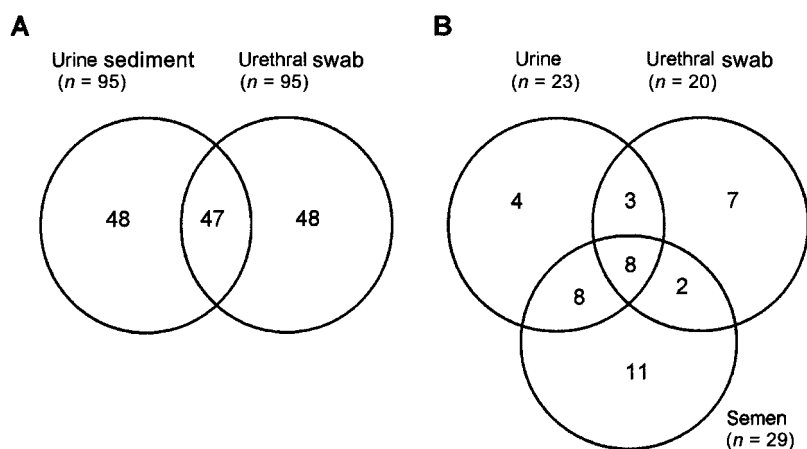 A
Urine sediment
(n = 95)
Urethral swab
(n = 95)
48
47
48
B
Urine
(n = 23)
Urethral swab
(n = 20)
4
3
7
8
8
2
11
Semen
(n = 29)